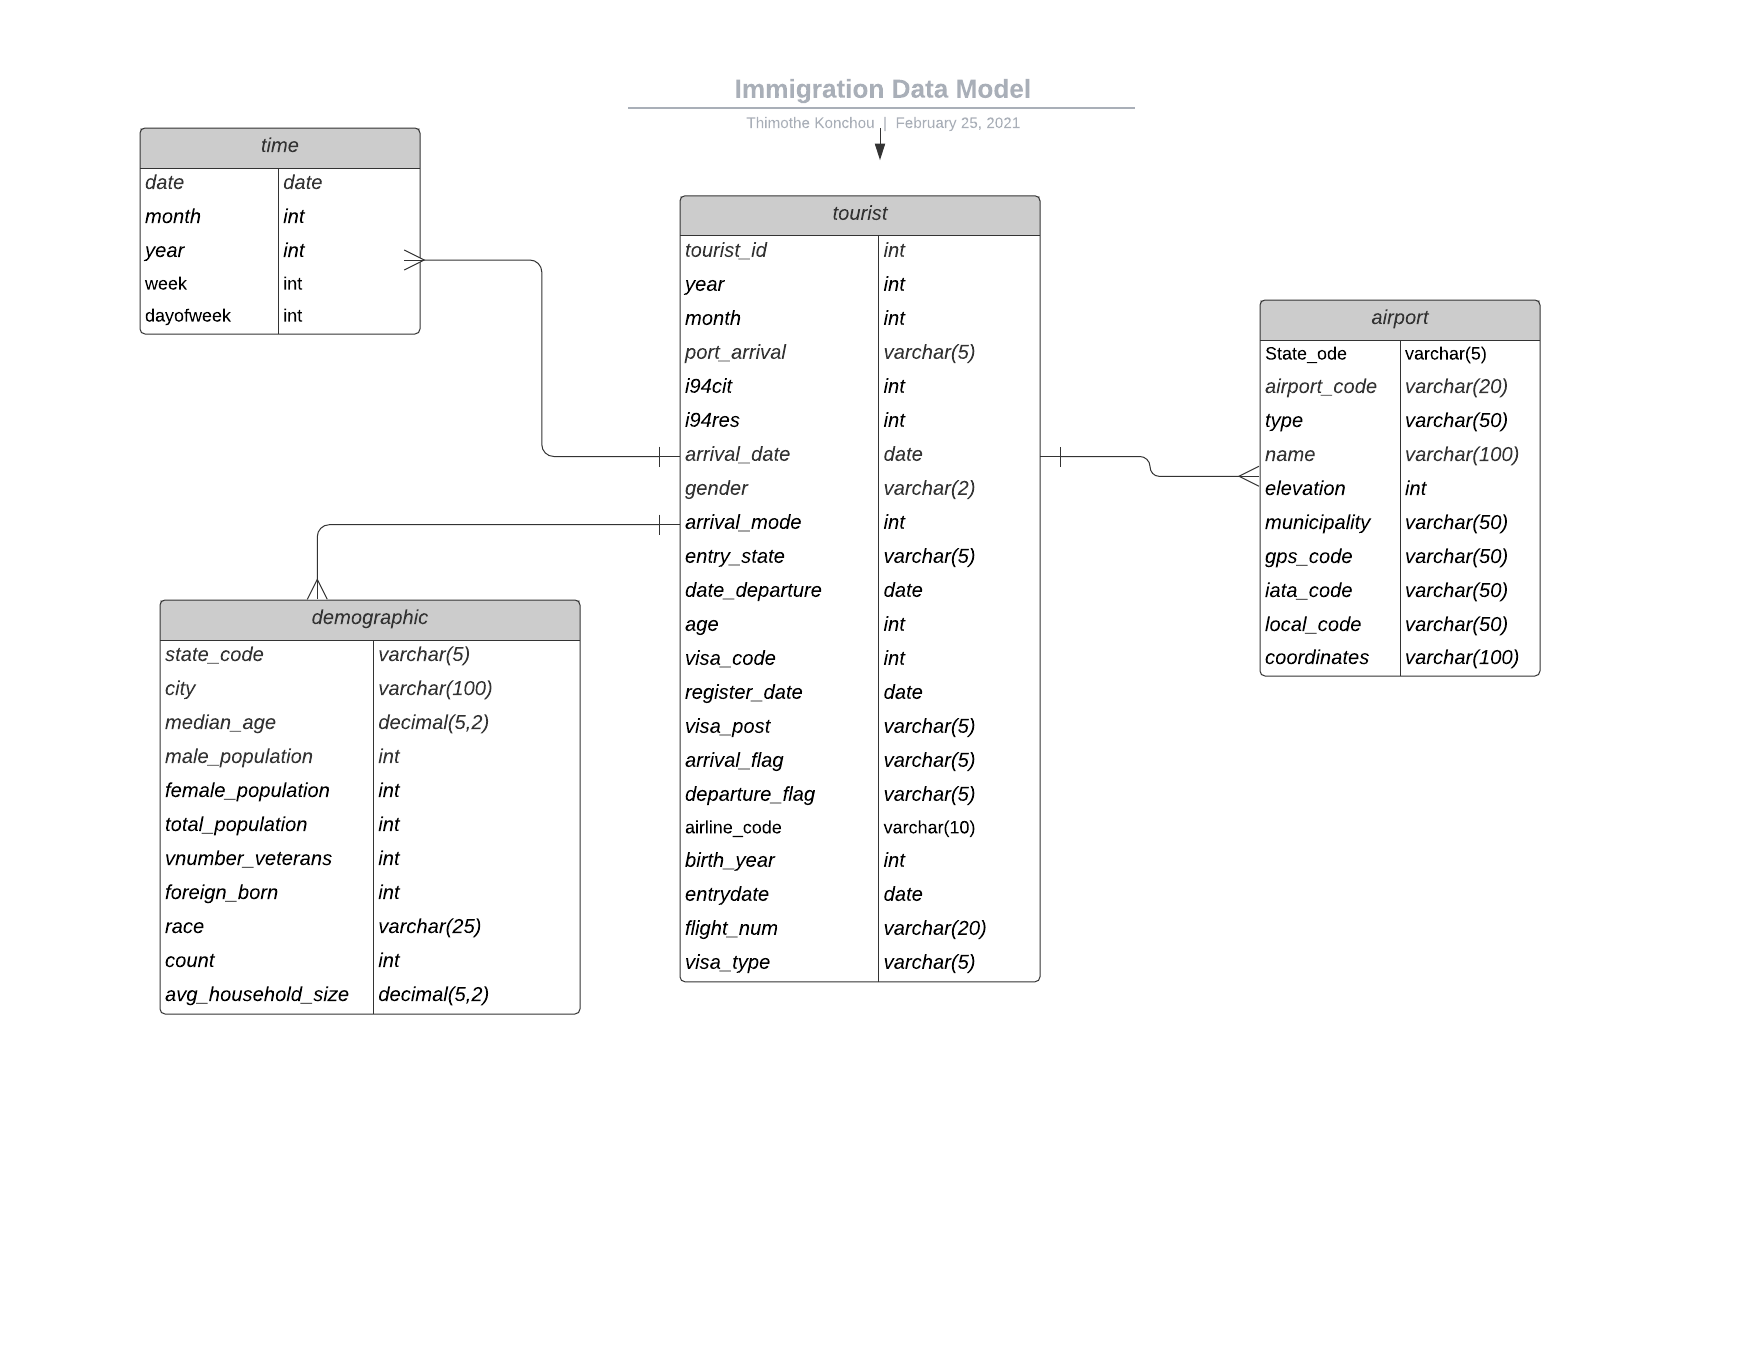 Immigration Data Model
Thimothe Konchou | February 25, 2021
time
date date
month int
year int
week int
dayofweek int
tourist
tourist_id int
year int
month int
port_arrival varchar(5)
i94cit int
i94res int
arrival_date date
gender varchar(2)
arrival_mode int
entry_state varchar(5)
date_departure date
age int
visa_code int
register_date date
visa_post varchar(5)
arrival_flag varchar(5)
departure_flag varchar(5)
airline_code varchar(10)
birth_year int
entrydate date
flight_num varchar(20)
visa_type varchar(5)
airport
State_ode varchar(5)
airport_code varchar(20)
type varchar(50)
name varchar(100)
elevation int
municipality varchar(50)
gps_code varchar(50)
iata_code varchar(50)
local_code varchar(50)
coordinates varchar(100)
demographic
state_code varchar(5)
city varchar(100)
median_age decimal(5,2)
male_population int
female_population int
total_population int
vnumber_veterans int
foreign_born int
race varchar(25)
count int
avg_household_size decimal(5,2)